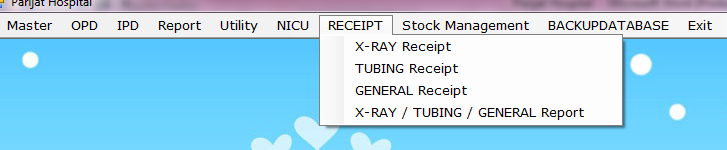 Parijat Hospital
Master OPD IPD Report Utility NICU RECEIPT Stock Management BACKUPDATABASE Exit
X-RAY Receipt
TUBING Receipt
GENERAL Receipt
X-RAY / TUBING / GENERAL Report